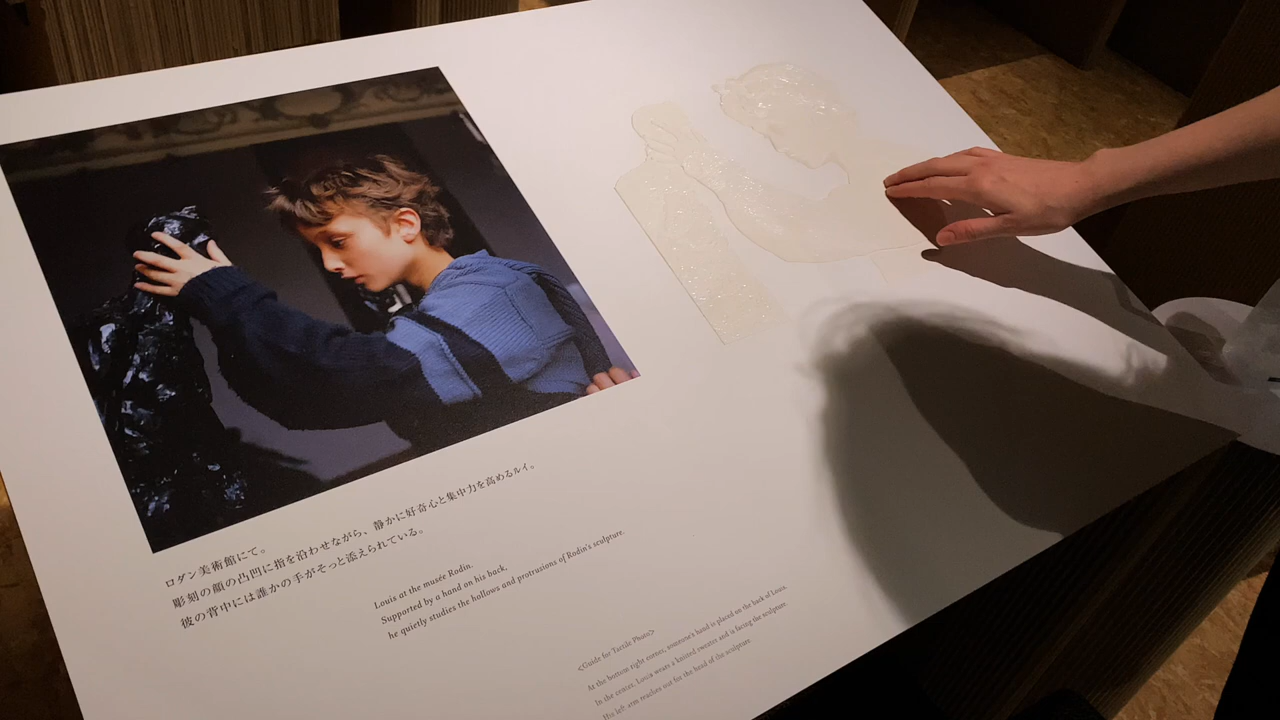 ロダン美術館にて。
彫刻の顔の凸凹に指を沿わせながら、静かに好奇心と集中力を高めるルイ。
彼の背中には誰かの手がそっと添えられている。
Louis at the musée Rodin.
Supported by a hand on his back,
he quietly studies the hollows and protrusions of Rodin's sculpture.
<Guide for Tactile Photo>
At the bottom right corner, someone's hand is placed on the back of Louis.
In the center, Louis wears a knitted sweater and is facing the sculpture.
His left arm reaches out for the head of the sculpture.